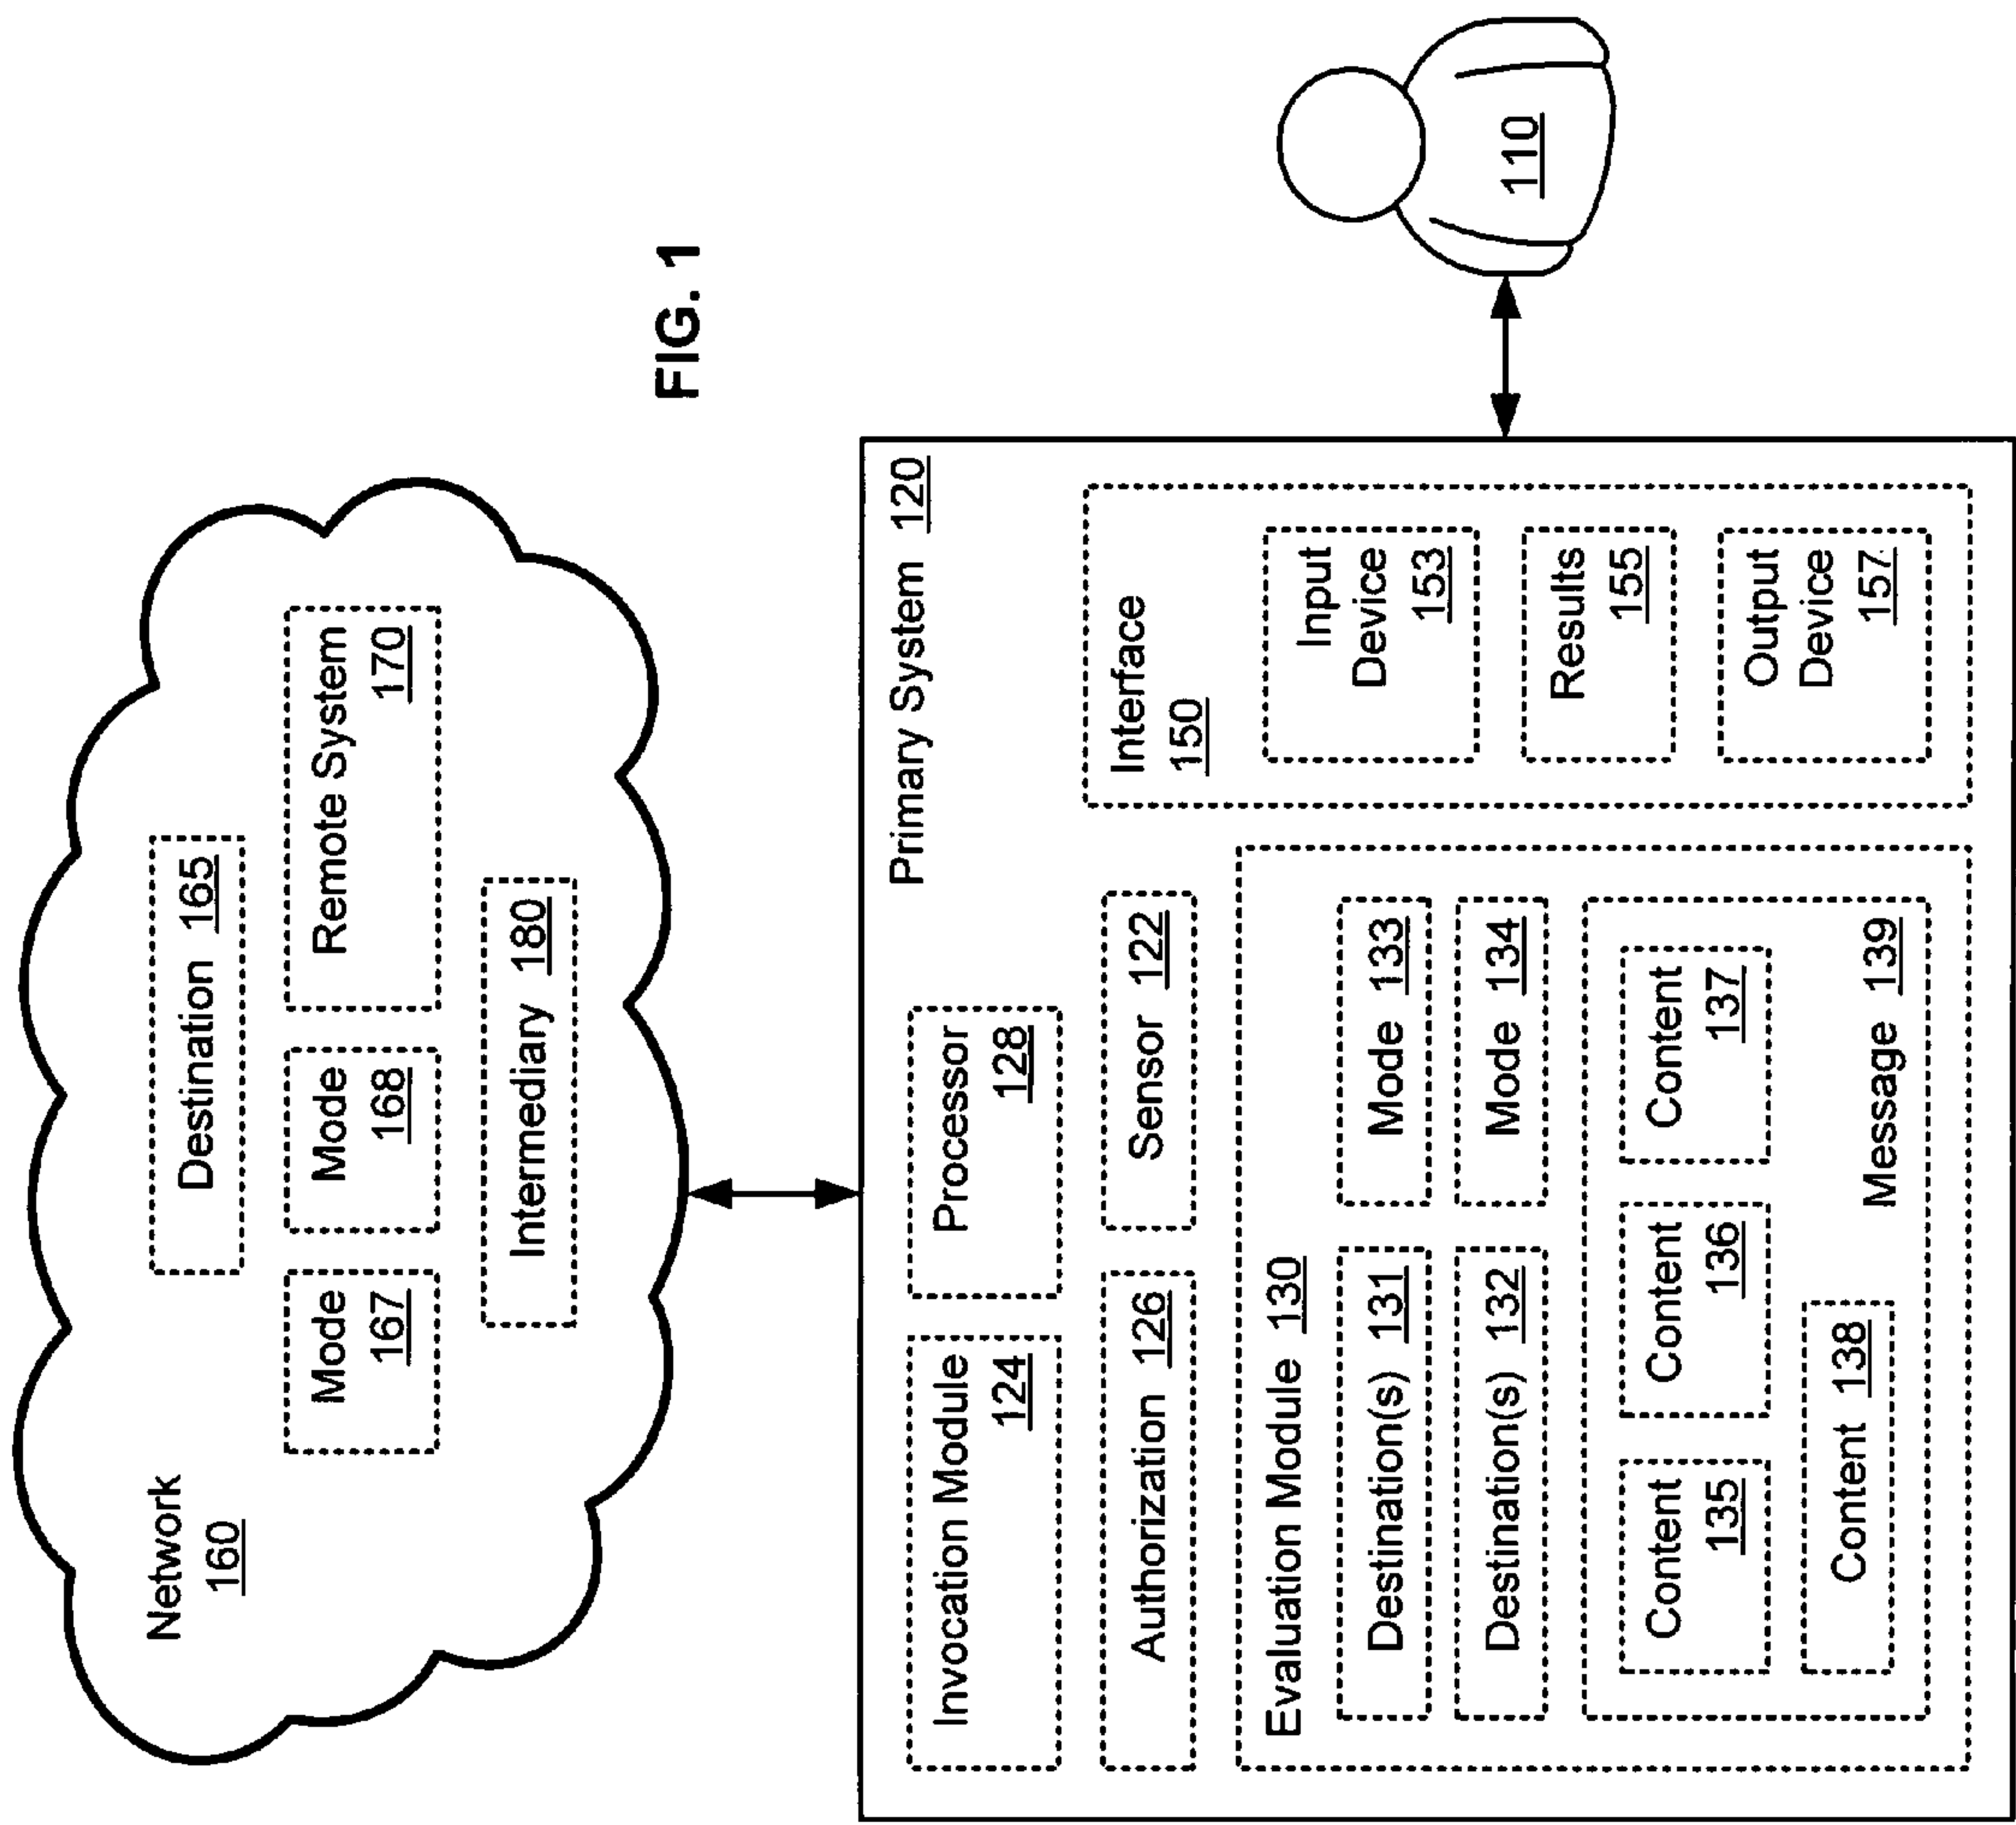 Network
160
Destination 165
Mode
167
Mode
168
Remote System
170
Intermediary 180
FIG. 1
Primary System 120
Invocation Module
124
Processor
128
Authorization 126
Sensor 122
Evaluation Module 130
Destination(s) 131
Mode 133
Destination(s) 132
Mode 134
Content
135
Content
136
Content
137
Content 138
Message 139
Interface
150
Input
Device
153
Results
155
Output
Device
157
110